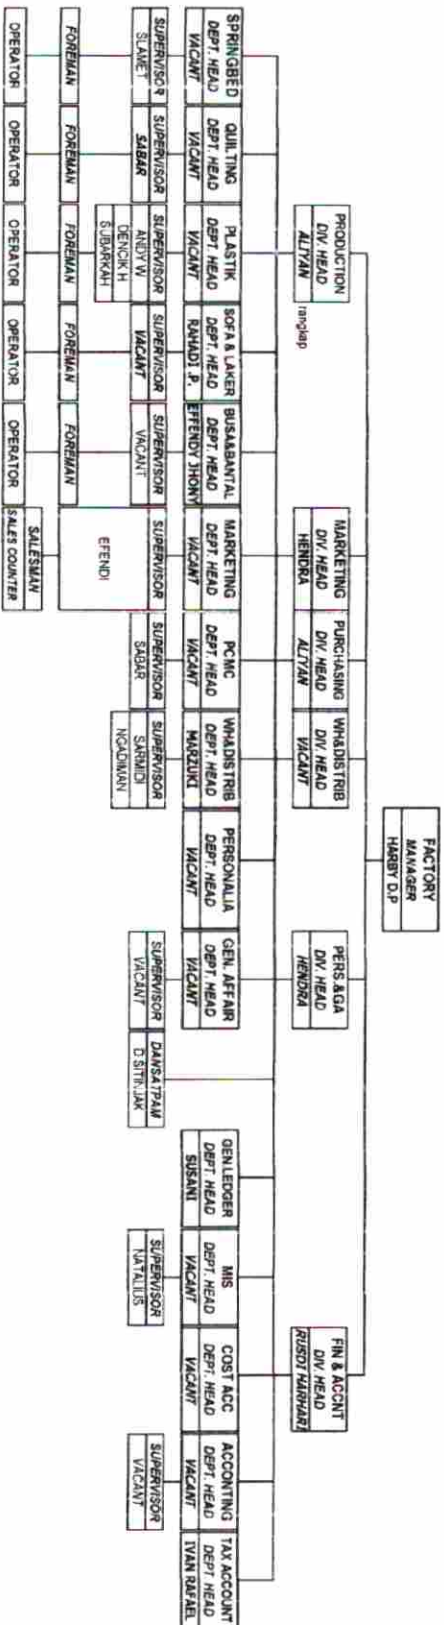 FACTORY
MANAGER
HARBY D.P
PRODUCTION
DIV. HEAD
ALIYAN
rangkap
MARKETING
DIV. HEAD
HENDRA
PURCHASING
DIV. HEAD
ALIYAN
WH&DISTRIB
DIV. HEAD
VACANT
PERS.&GA
DIV. HEAD
HENDRA
FIN & ACCNT
DIV. HEAD
RUSDI HARHARI
SPRINGBED
DEPT. HEAD
VACANT
QUILTING
DEPT. HEAD
VACANT
PLASTIK
DEPT. HEAD
VACANT
SOFA & LAKER
DEPT. HEAD
RAHADI .P.
BUSA&BANTAL
DEPT. HEAD
EFFENDY JHONY
MARKETING
DEPT. HEAD
VACANT
PCMC
DEPT. HEAD
VACANT
WH&DISTRIB
DEPT. HEAD
MARZUKI
PERSONALIA
DEPT. HEAD
VACANT
GEN. AFFAIR
DEPT. HEAD
VACANT
GEN LEDGER
DEPT. HEAD
SUSANI
MIS
DEPT. HEAD
VACANT
COST ACC
DEPT. HEAD
VACANT
ACCONTING
DEPT. HEAD
VACANT
TAX ACCOUNT
DEPT. HEAD
IVAN RAFAEL
SUPERVISOR
SLAMET
SUPERVISOR
SABAR
SUPERVISOR
ANDY W
DENCIK H
SUBARKAH
SUPERVISOR
VACANT
SUPERVISOR
VACANT
SUPERVISOR
EFENDI
SUPERVISOR
SABAR
SUPERVISOR
SARMIDI
NGADIMAN
SUPERVISOR
VACANT
DANSATPAM
D SITINJAK
SUPERVISOR
NATALIUS
SUPERVISOR
VACANT
FOREMAN
FOREMAN
FOREMAN
FOREMAN
FOREMAN
SALESMAN
SALES COUNTER
OPERATOR
OPERATOR
OPERATOR
OPERATOR
OPERATOR